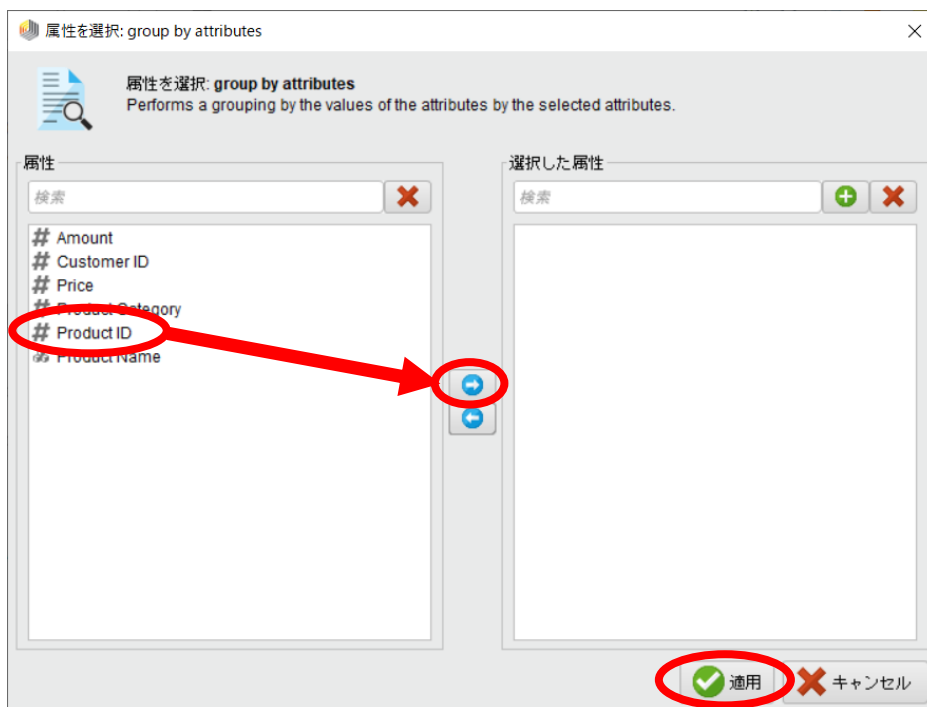 属性を選択: group by attributes
属性を選択: group by attributes
Performs a grouping by the values of the attributes by the selected attributes.
属性
検索
Amount
Customer ID
Price
Product Category
Product ID
Product Name
選択した属性
検索
適用
キャンセル